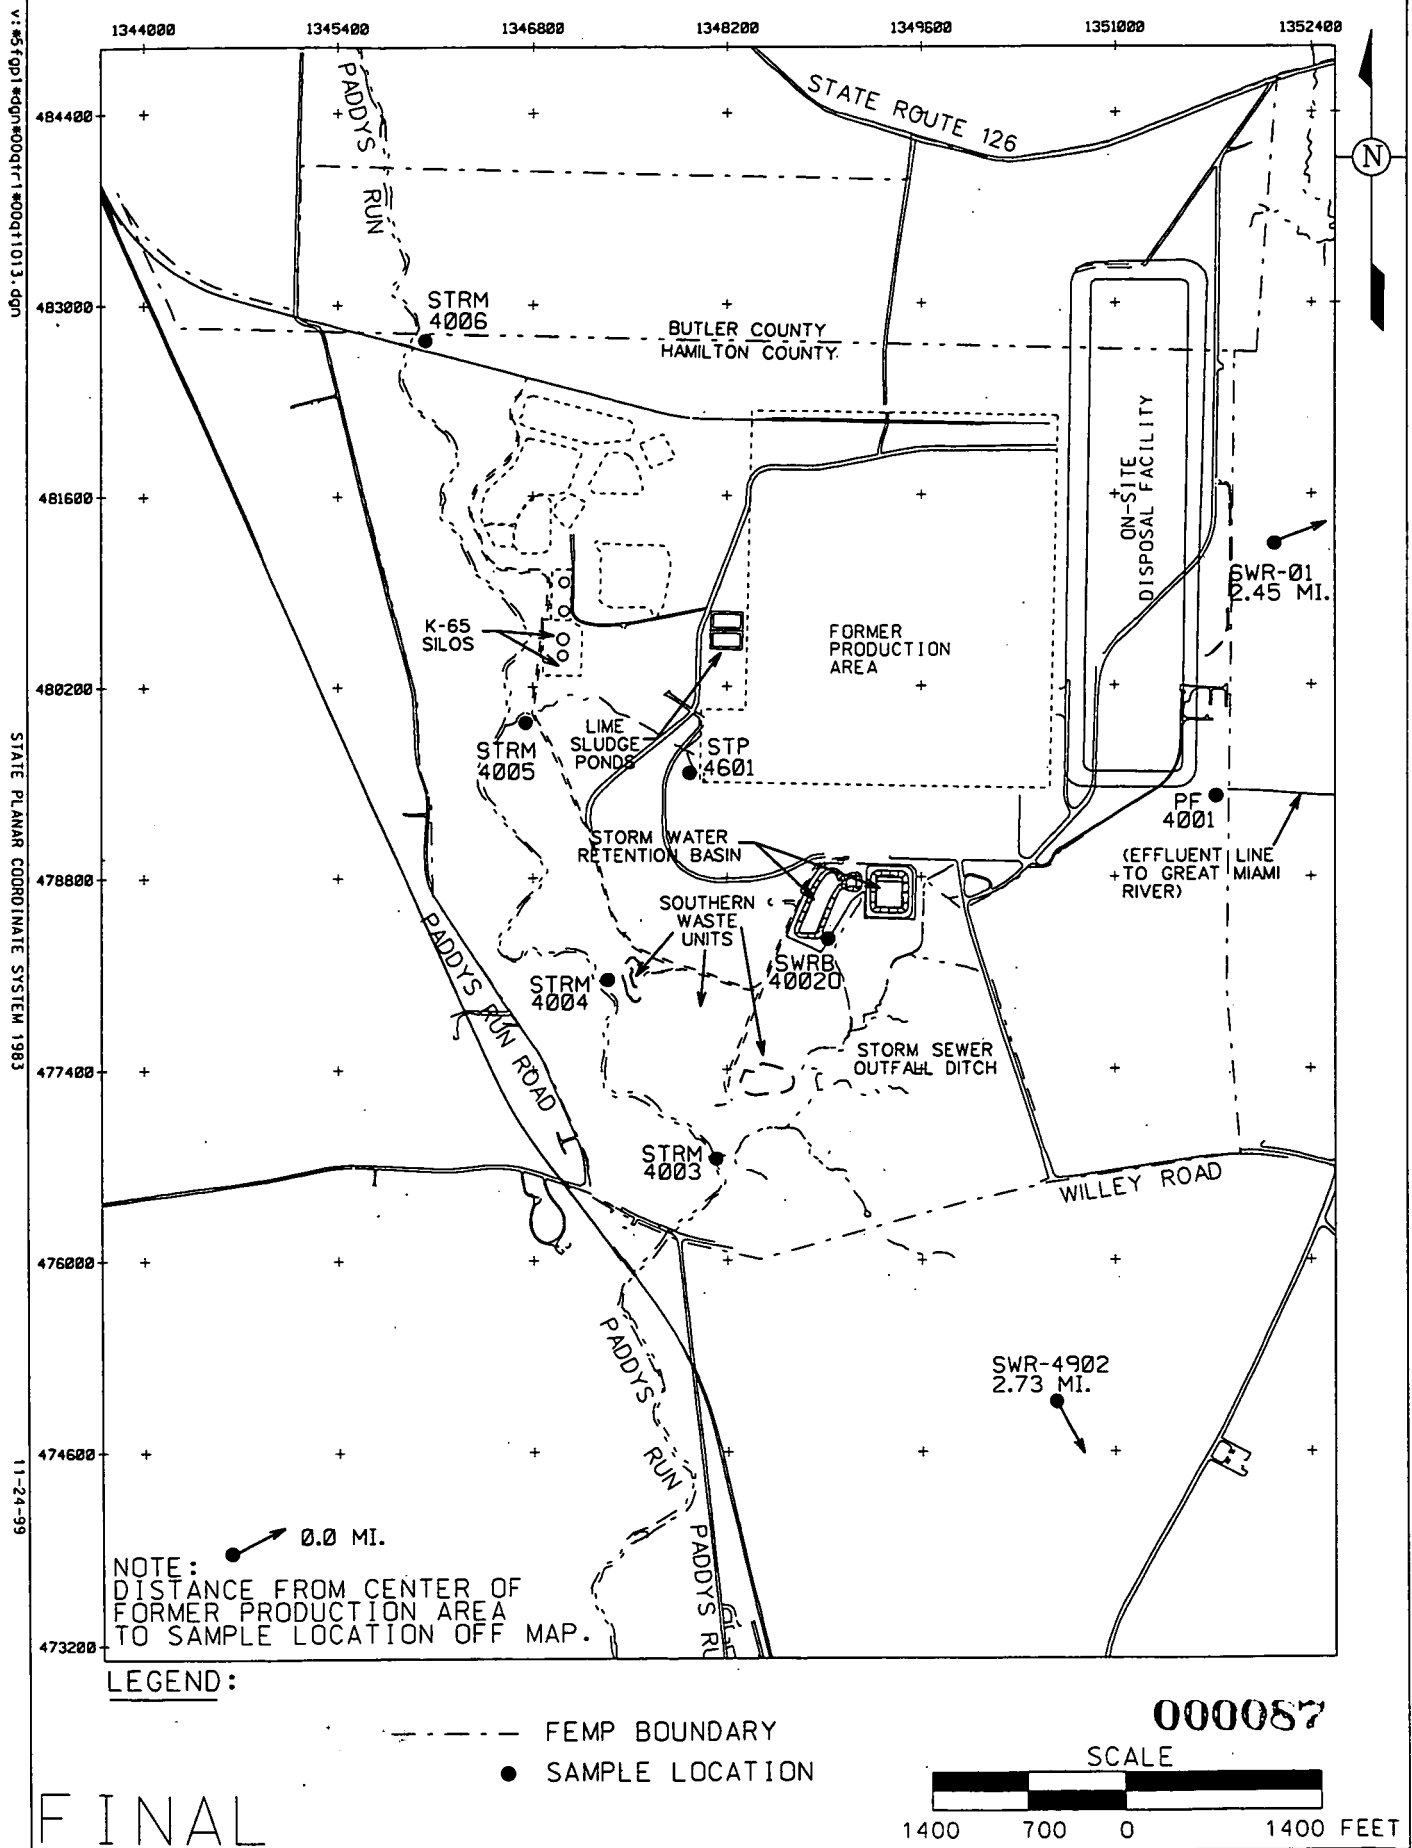 1344000 1345400 1346800 1348200 1349600 1351000 1352400
v:#5fgp1#dgn#00qtr1#00qt1013.dgn
STATE PLANAR COORDINATE SYSTEM 1983
11-24-99
484400
483000
481600
480200
478800
477400
476000
474600
473200
N
PADDYS RUN
STATE ROUTE 126
STRM
4006
BUTLER COUNTY
HAMILTON COUNTY
ON-SITE
DISPOSAL FACILITY
SWR-01
2.45 MI.
K-65
SILOS
FORMER
PRODUCTION
AREA
LIME
SLUDGE
PONDS
STRM
4005
STP
4601
PF
4001
STORM WATER
RETENTION BASIN
(EFFLUENT LINE
TO GREAT MIAMI
RIVER)
SOUTHERN
WASTE
UNITS
PADDYS RUN ROAD
STRM
4004
SWRB
4002O
STORM SEWER
OUTFALL DITCH
STRM
4003
WILLEY ROAD
PADDYS RUN
SWR-4902
2.73 MI.
PADDYS RU
0.0 MI.
NOTE:
DISTANCE FROM CENTER OF
FORMER PRODUCTION AREA
TO SAMPLE LOCATION OFF MAP.
LEGEND:
FEMP BOUNDARY
SAMPLE LOCATION
000087
SCALE
1400 700 0 1400 FEET
FINAL